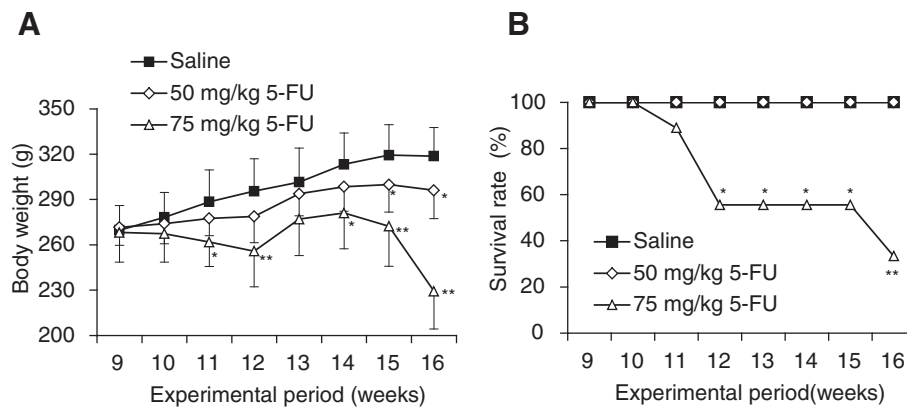 A
Saline
50 mg/kg 5-FU
75 mg/kg 5-FU
Body weight (g)
350
320
290
260
230
200
* ** * * ** * **
9 10 11 12 13 14 15 16
Experimental period (weeks)
B
Survival rate (%)
100
80
60
40
20
0
* * * *
**
Saline
50 mg/kg 5-FU
75 mg/kg 5-FU
9 10 11 12 13 14 15 16
Experimental period(weeks)